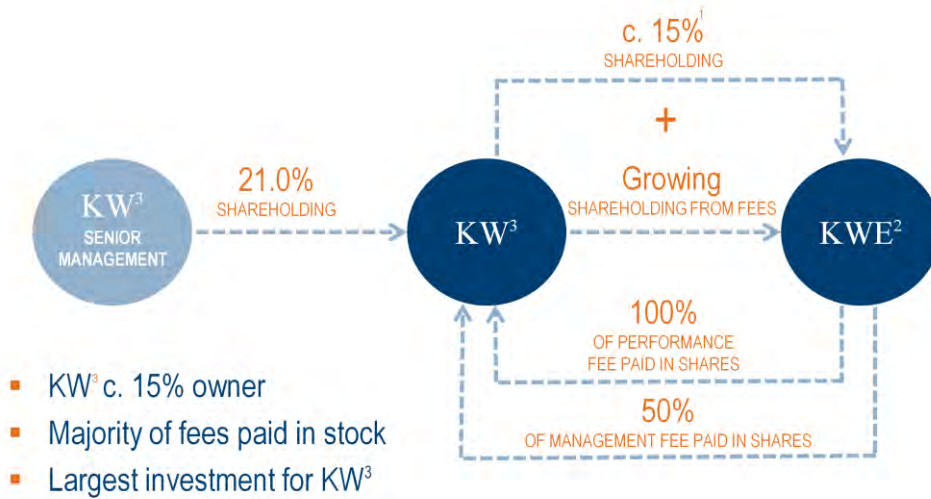 c. 15%¹
SHAREHOLDING
+
21.0%
SHAREHOLDING
Growing
SHAREHOLDING FROM FEES
KW³
SENIOR
MANAGEMENT
KW³
KWE²
100%
OF PERFORMANCE
FEE PAID IN SHARES
50%
OF MANAGEMENT FEE PAID IN SHARES
▪ KW³ c. 15% owner
▪ Majority of fees paid in stock
▪ Largest investment for KW³